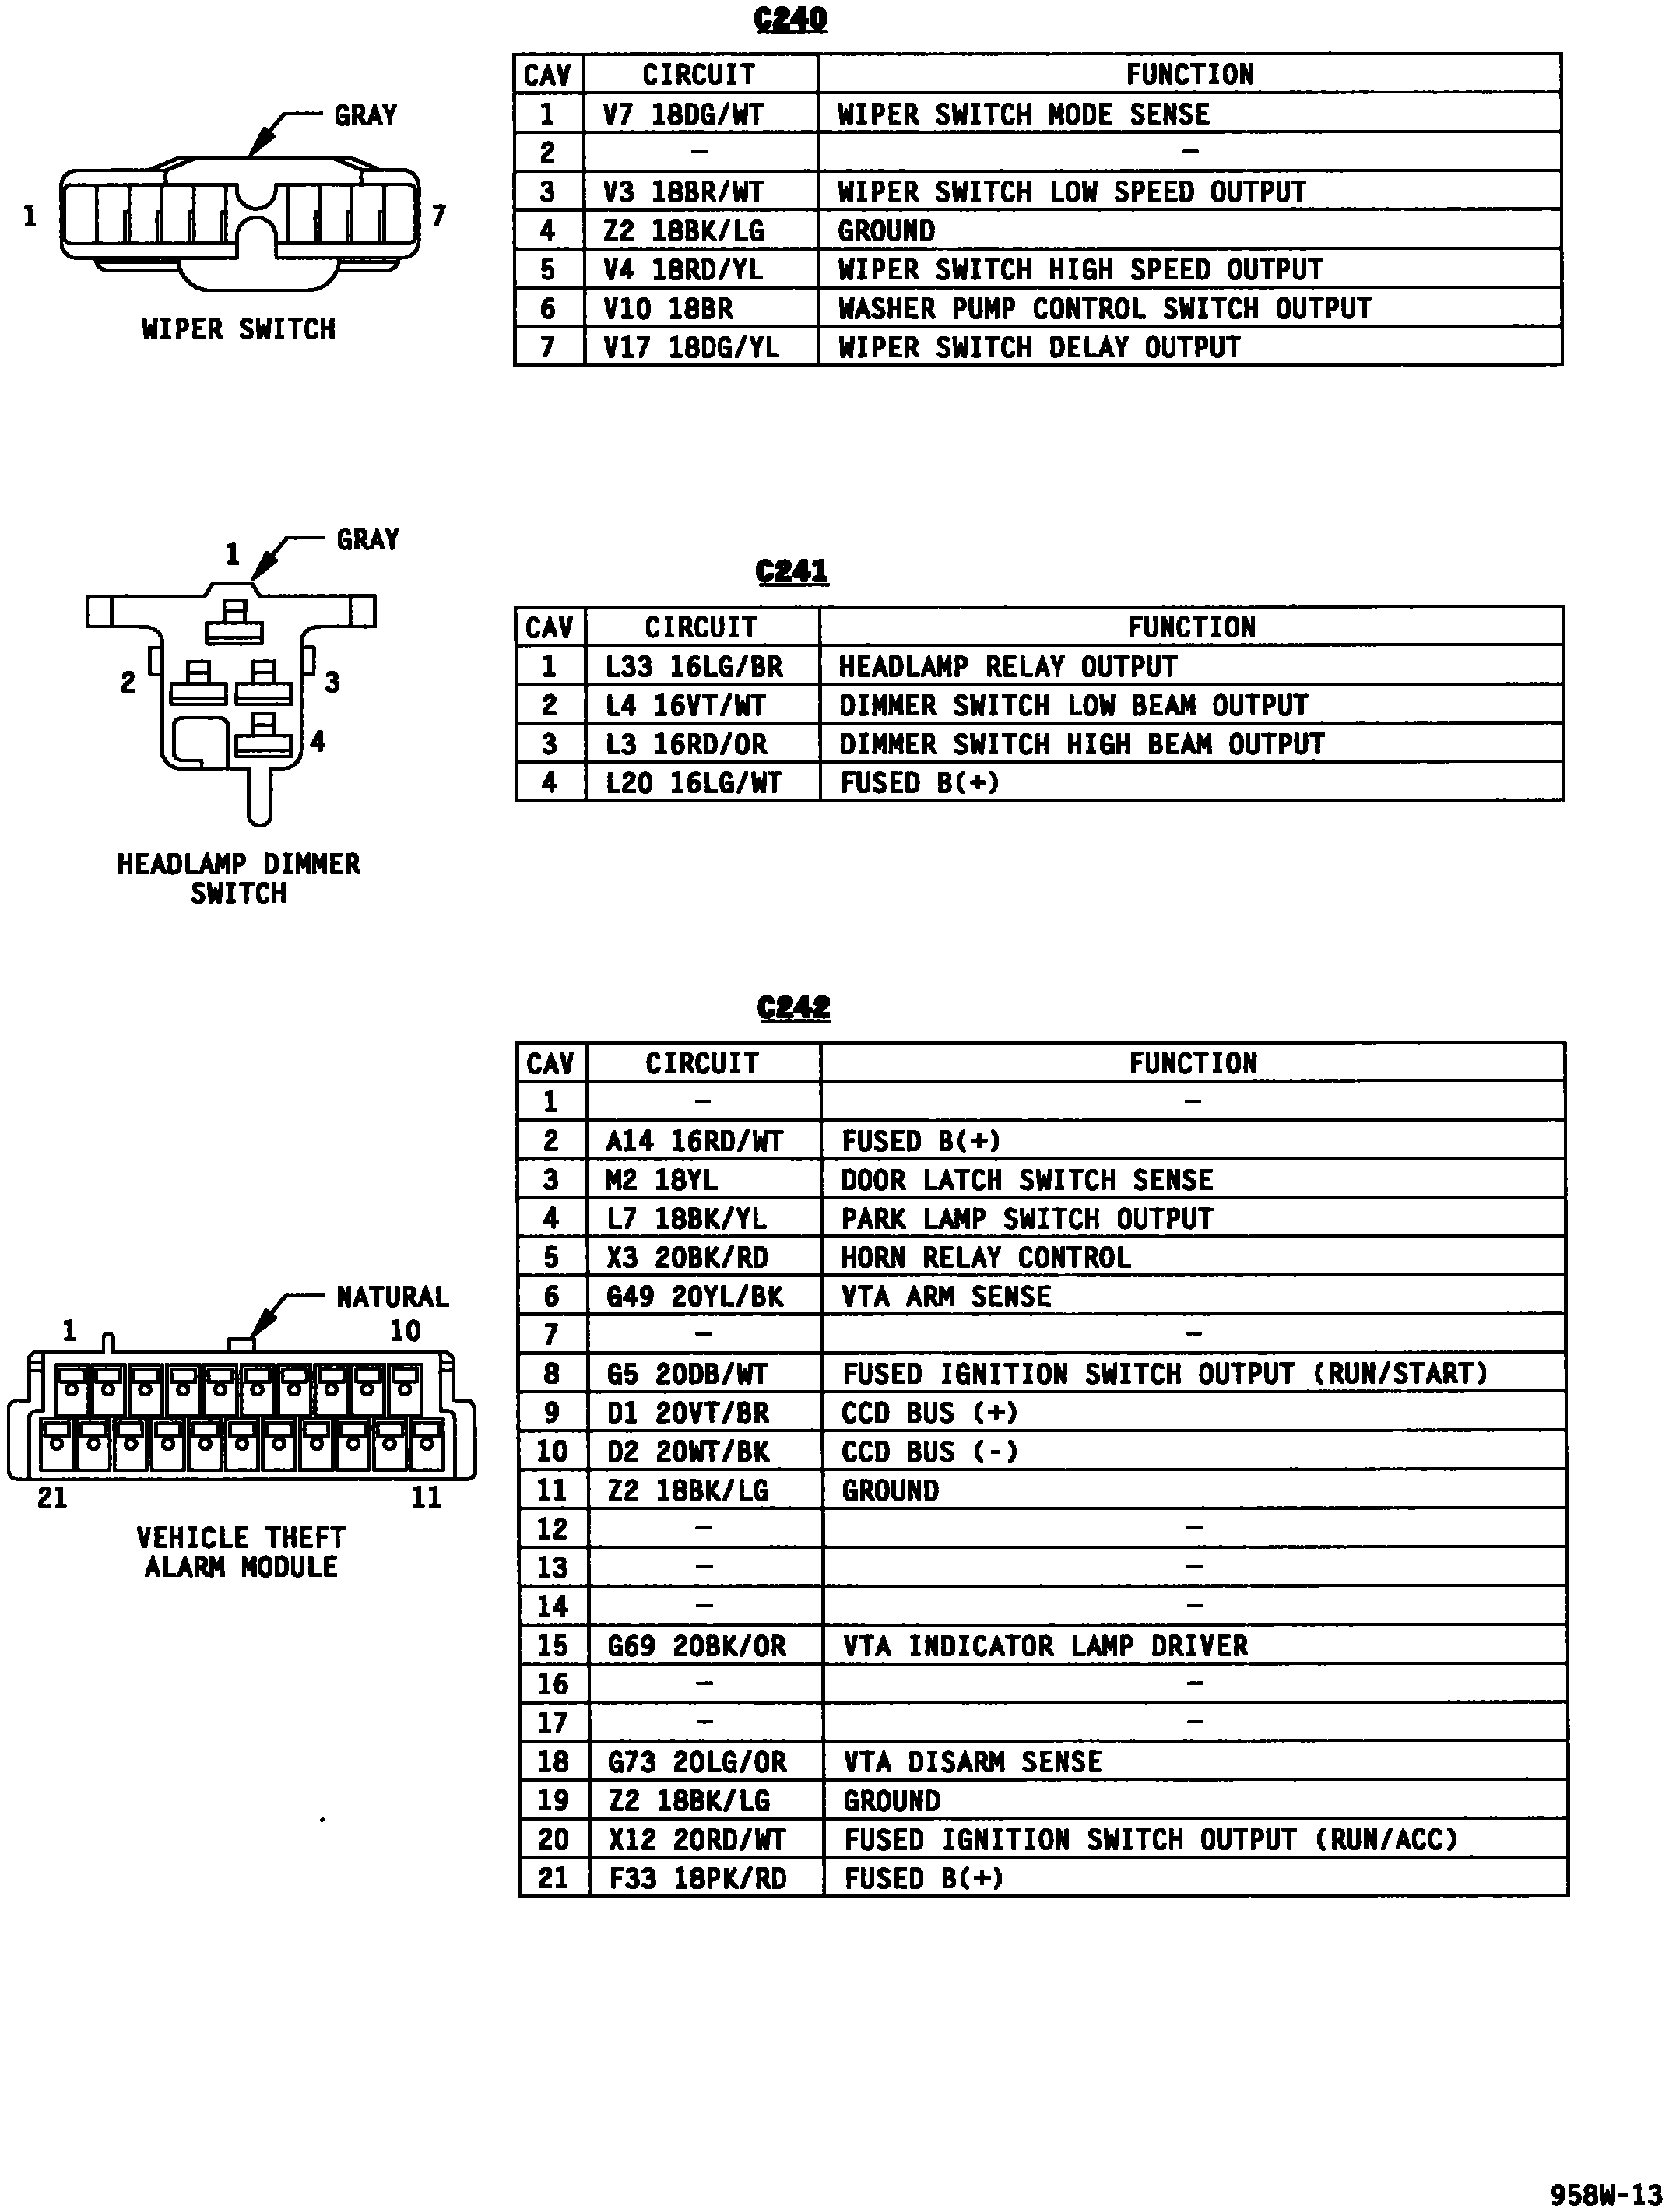 C240
CAV CIRCUIT FUNCTION
1 V7 18DG/WT WIPER SWITCH MODE SENSE
2 – –
3 V3 18BR/WT WIPER SWITCH LOW SPEED OUTPUT
4 Z2 18BK/LG GROUND
5 V4 18RD/YL WIPER SWITCH HIGH SPEED OUTPUT
6 V10 18BR WASHER PUMP CONTROL SWITCH OUTPUT
7 V17 18DG/YL WIPER SWITCH DELAY OUTPUT
GRAY
1 7
WIPER SWITCH
C241
CAV CIRCUIT FUNCTION
1 L33 16LG/BR HEADLAMP RELAY OUTPUT
2 L4 16VT/WT DIMMER SWITCH LOW BEAM OUTPUT
3 L3 16RD/OR DIMMER SWITCH HIGH BEAM OUTPUT
4 L20 16LG/WT FUSED B(+)
GRAY
1
2 3
4
HEADLAMP DIMMER
SWITCH
C242
CAV CIRCUIT FUNCTION
1 – –
2 A14 16RD/WT FUSED B(+)
3 M2 18YL DOOR LATCH SWITCH SENSE
4 L7 18BK/YL PARK LAMP SWITCH OUTPUT
5 X3 20BK/RD HORN RELAY CONTROL
6 G49 20YL/BK VTA ARM SENSE
7 – –
8 G5 20DB/WT FUSED IGNITION SWITCH OUTPUT (RUN/START)
9 D1 20VT/BR CCD BUS (+)
10 D2 20WT/BK CCD BUS (-)
11 Z2 18BK/LG GROUND
12 – –
13 – –
14 – –
15 G69 20BK/OR VTA INDICATOR LAMP DRIVER
16 – –
17 – –
18 G73 20LG/OR VTA DISARM SENSE
19 Z2 18BK/LG GROUND
20 X12 20RD/WT FUSED IGNITION SWITCH OUTPUT (RUN/ACC)
21 F33 18PK/RD FUSED B(+)
NATURAL
1 10
21 11
VEHICLE THEFT
ALARM MODULE
958W-13